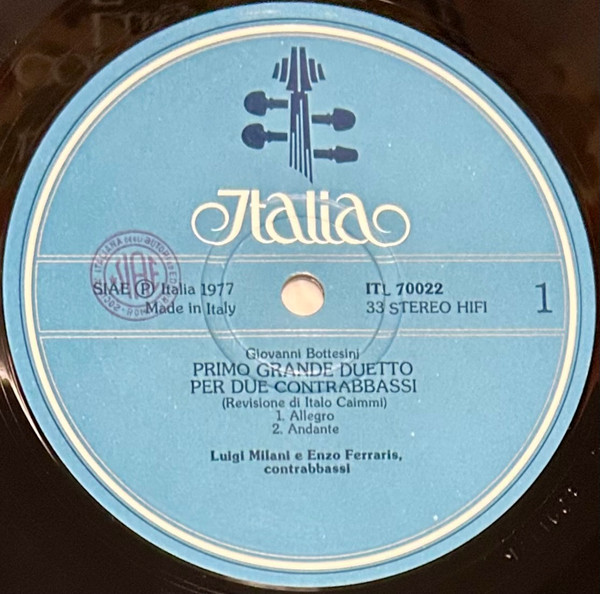 Italia
SIAE
SIAE Ⓟ Italia 1977
Made in Italy
ITL 70022
33 STEREO HIFI
1
Giovanni Bottesini
PRIMO GRANDE DUETTO
PER DUE CONTRABBASSI
(Revisione di Italo Caimmi)
1. Allegro
2. Andante
Luigi Milani e Enzo Ferraris,
contrabbassi